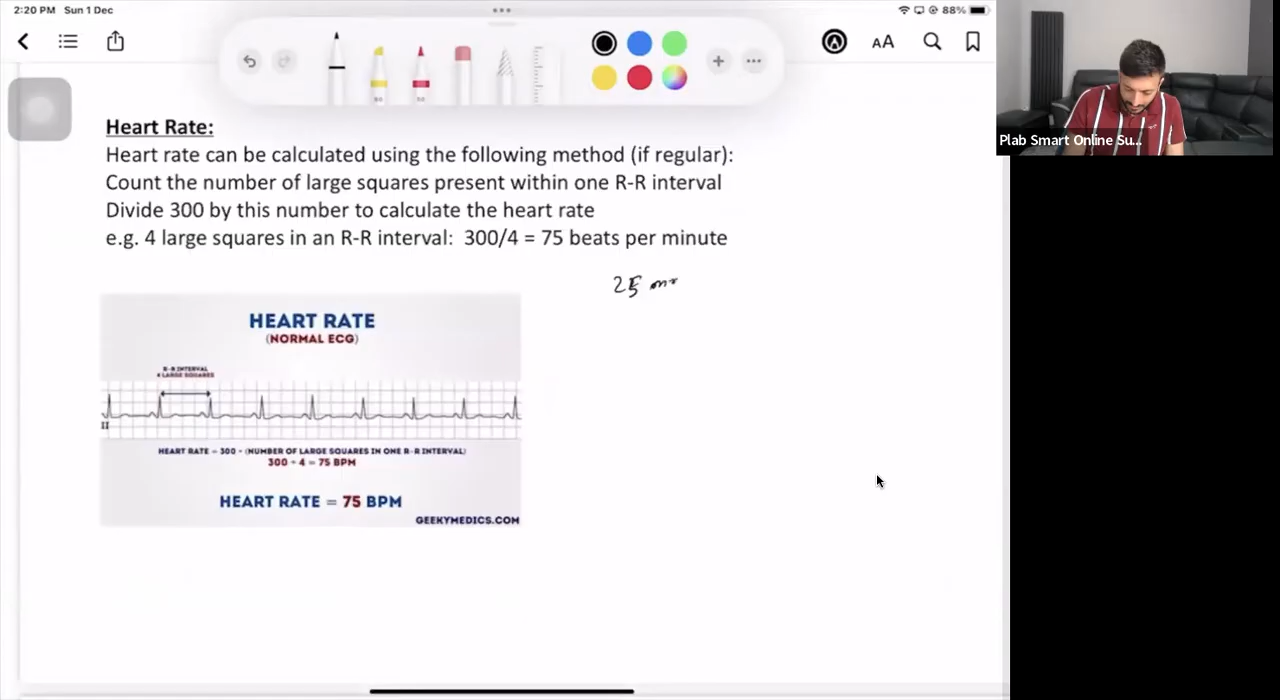 2:20 PM Sun 1 Dec
88%
AA
Plab Smart Online Su...
Heart Rate:
Heart rate can be calculated using the following method (if regular):
Count the number of large squares present within one R-R interval
Divide 300 by this number to calculate the heart rate
e.g. 4 large squares in an R-R interval: 300/4 = 75 beats per minute
25 mm
HEART RATE
(NORMAL ECG)
R-R INTERVAL
4 LARGE SQUARES
II
HEART RATE = 300 ÷ (NUMBER OF LARGE SQUARES IN ONE R-R INTERVAL)
300 ÷ 4 = 75 BPM
HEART RATE = 75 BPM
GEEKYMEDICS.COM